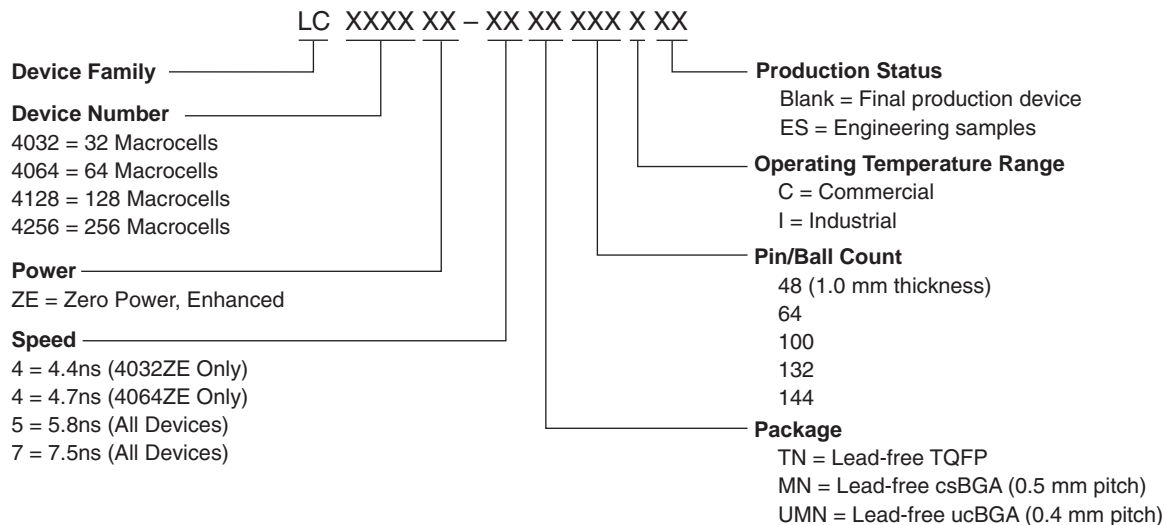 LC XXXX XX – XX XX XXX X XX
Device Family
Device Number
4032 = 32 Macrocells
4064 = 64 Macrocells
4128 = 128 Macrocells
4256 = 256 Macrocells
Power
ZE = Zero Power, Enhanced
Speed
4 = 4.4ns (4032ZE Only)
4 = 4.7ns (4064ZE Only)
5 = 5.8ns (All Devices)
7 = 7.5ns (All Devices)
Production Status
Blank = Final production device
ES = Engineering samples
Operating Temperature Range
C = Commercial
I = Industrial
Pin/Ball Count
48 (1.0 mm thickness)
64
100
132
144
Package
TN = Lead-free TQFP
MN = Lead-free csBGA (0.5 mm pitch)
UMN = Lead-free ucBGA (0.4 mm pitch)